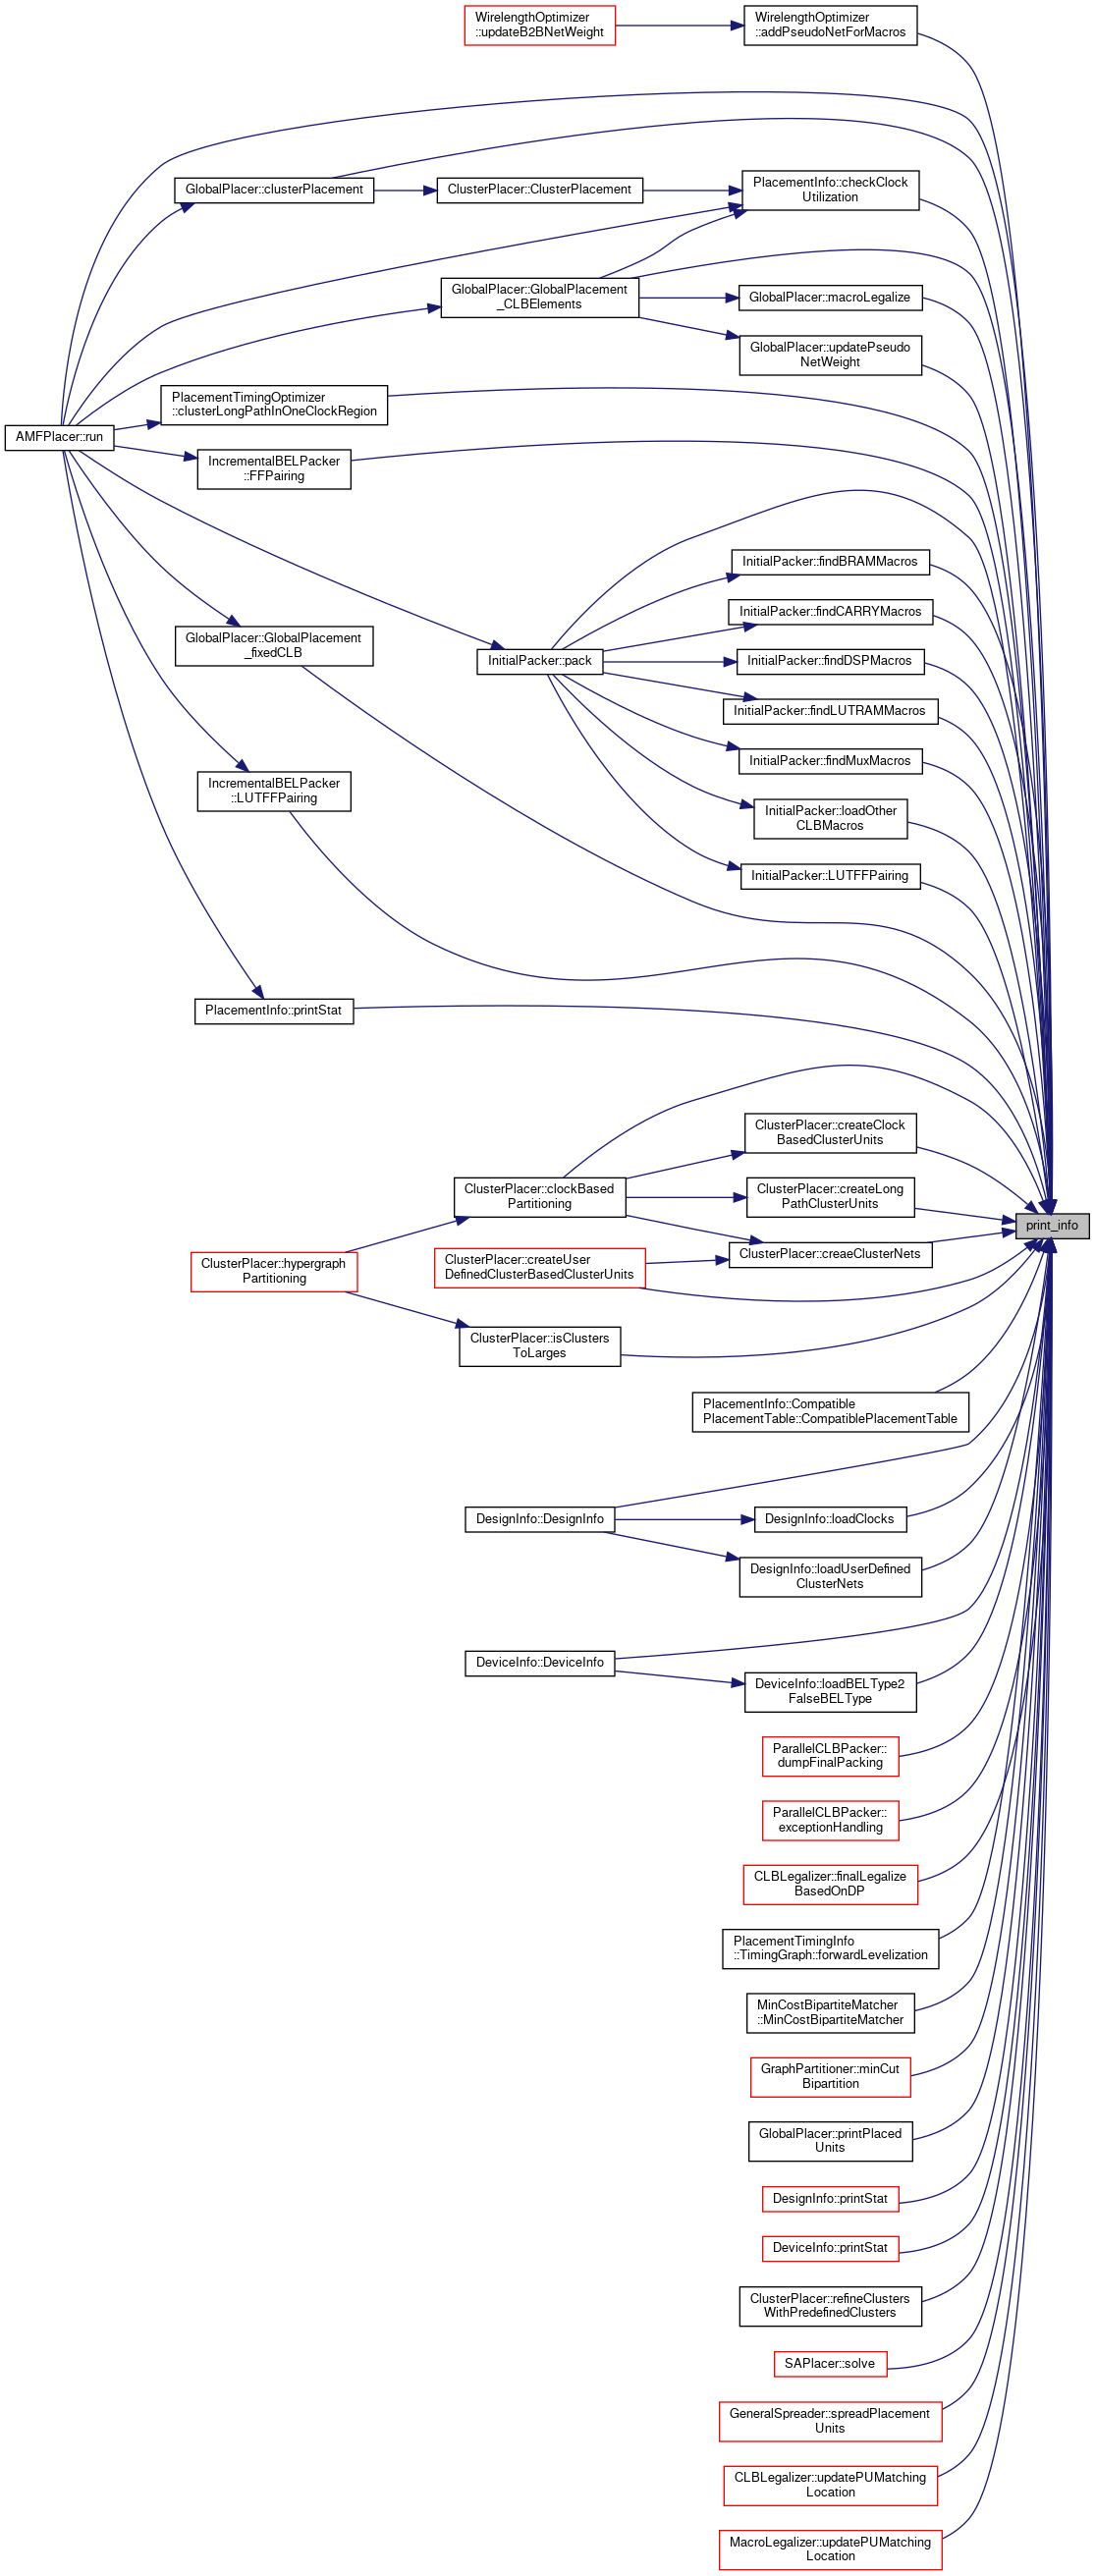 WirelengthOptimizer
::updateB2BNetWeight
WirelengthOptimizer
::addPseudoNetForMacros
GlobalPlacer::clusterPlacement
ClusterPlacer::ClusterPlacement
PlacementInfo::checkClock
Utilization
GlobalPlacer::GlobalPlacement
_CLBElements
GlobalPlacer::macroLegalize
GlobalPlacer::updatePseudo
NetWeight
PlacementTimingOptimizer
::clusterLongPathInOneClockRegion
AMFPlacer::run
IncrementalBELPacker
::FFPairing
InitialPacker::findBRAMMacros
InitialPacker::findCARRYMacros
GlobalPlacer::GlobalPlacement
_fixedCLB
InitialPacker::pack
InitialPacker::findDSPMacros
InitialPacker::findLUTRAMMacros
InitialPacker::findMuxMacros
IncrementalBELPacker
::LUTFFPairing
InitialPacker::loadOther
CLBMacros
InitialPacker::LUTFFPairing
PlacementInfo::printStat
ClusterPlacer::createClock
BasedClusterUnits
ClusterPlacer::clockBased
Partitioning
ClusterPlacer::createLong
PathClusterUnits
print_info
ClusterPlacer::creaeClusterNets
ClusterPlacer::hypergraph
Partitioning
ClusterPlacer::createUser
DefinedClusterBasedClusterUnits
ClusterPlacer::isClusters
ToLarges
PlacementInfo::Compatible
PlacementTable::CompatiblePlacementTable
DesignInfo::DesignInfo
DesignInfo::loadClocks
DesignInfo::loadUserDefined
ClusterNets
DeviceInfo::DeviceInfo
DeviceInfo::loadBELType2
FalseBELType
ParallelCLBPacker::
dumpFinalPacking
ParallelCLBPacker::
exceptionHandling
CLBLegalizer::finalLegalize
BasedOnDP
PlacementTimingInfo
::TimingGraph::forwardLevelization
MinCostBipartiteMatcher
::MinCostBipartiteMatcher
GraphPartitioner::minCut
Bipartition
GlobalPlacer::printPlaced
Units
DesignInfo::printStat
DeviceInfo::printStat
ClusterPlacer::refineClusters
WithPredefinedClusters
SAPlacer::solve
GeneralSpreader::spreadPlacement
Units
CLBLegalizer::updatePUMatching
Location
MacroLegalizer::updatePUMatching
Location